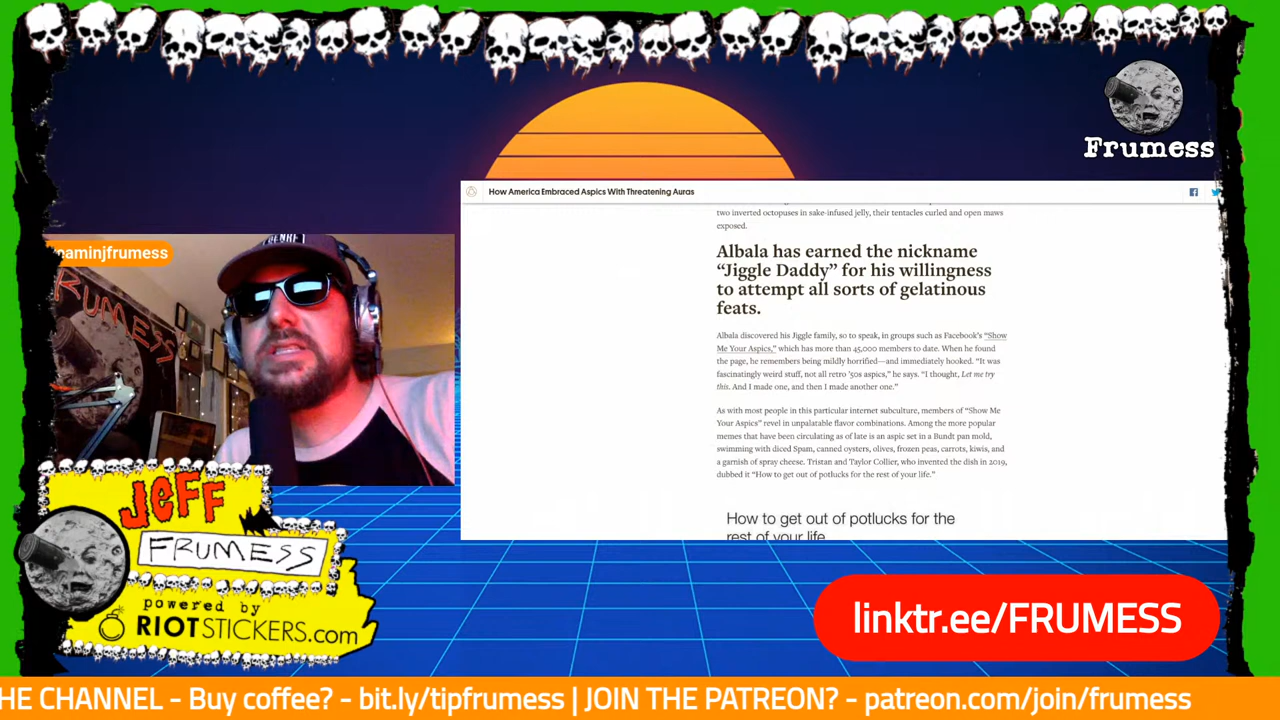 Frumess
How America Embraced Aspics With Threatening Auras
two inverted octopuses in sake-infused jelly, their tentacles curled and open maws
exposed.
Albala has earned the nickname
“Jiggle Daddy” for his willingness
to attempt all sorts of gelatinous
feats.
Albala discovered his Jiggle family, so to speak, in groups such as Facebook's “Show
Me Your Aspics,” which has more than 45,000 members to date. When he found
the page, he remembers being mildly horrified—and immediately hooked. “It was
fascinatingly weird stuff, not all retro ’50s aspics,” he says. “I thought, Let me try
this. And I made one, and then I made another one.”
As with most people in this particular internet subculture, members of “Show Me
Your Aspics” revel in unpalatable flavor combinations. Among the more popular
memes that have been circulating as of late is an aspic set in a Bundt pan mold,
swimming with diced Spam, canned oysters, olives, frozen peas, carrots, kiwis, and
a garnish of spray cheese. Tristan and Taylor Collier, who invented the dish in 2019,
dubbed it “How to get out of potlucks for the rest of your life.”
How to get out of potlucks for the
rest of your life
eaminjfrumess
FRUMESS
JEFF
FRUMESS
powered by
RIOTSTICKERS.com
linktr.ee/FRUMESS
HE CHANNEL - Buy coffee? - bit.ly/tipfrumess | JOIN THE PATREON? - patreon.com/join/frumess